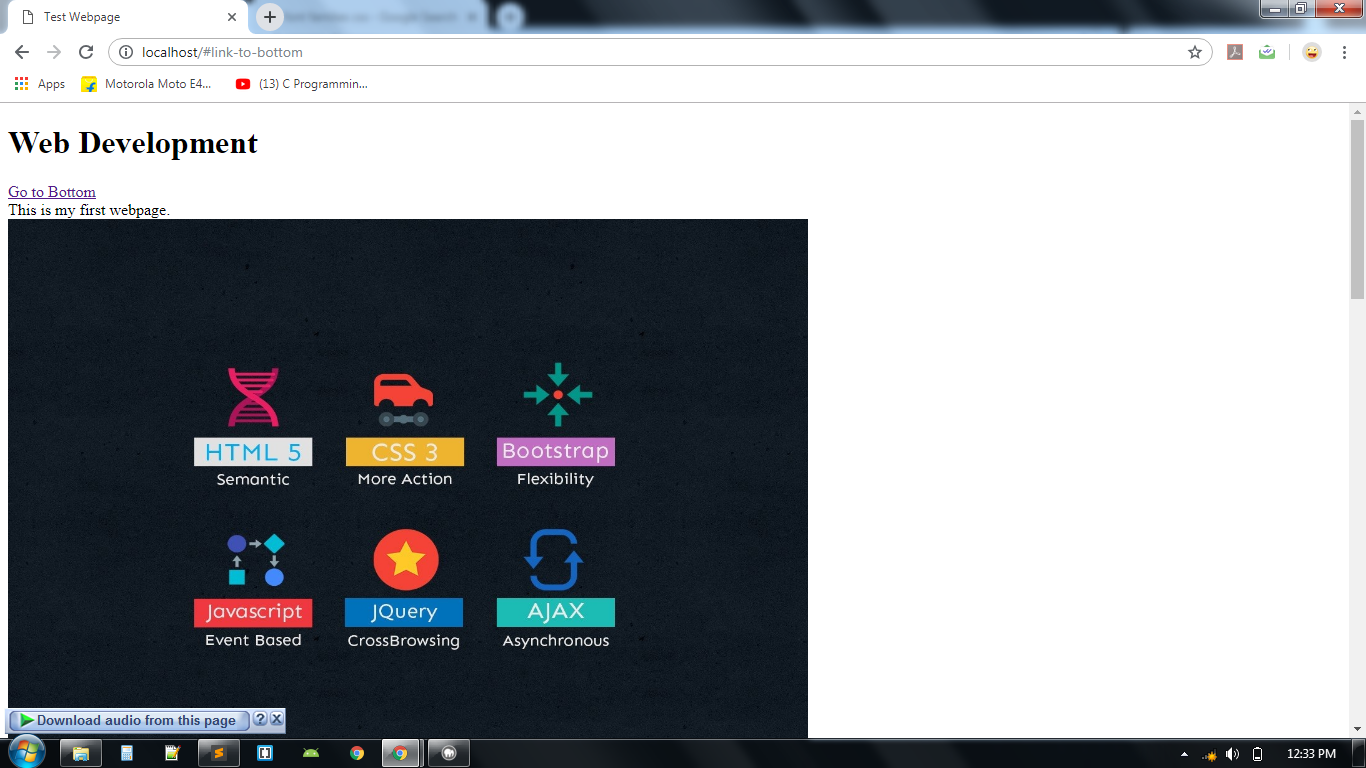 Test Webpage
localhost/#link-to-bottom
Apps Motorola Moto E4... (13) C Programmin...
Web Development
Go to Bottom
This is my first webpage.
HTML 5 CSS 3 Bootstrap
Semantic More Action Flexibility
Javascript JQuery AJAX
Event Based CrossBrowsing Asynchronous
Download audio from this page ? X
12:33 PM